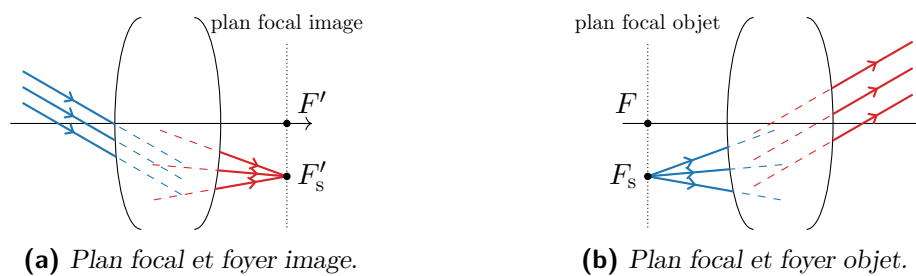 plan focal image
F′
F′s
(a) Plan focal et foyer image.
plan focal objet
F
Fs
(b) Plan focal et foyer objet.